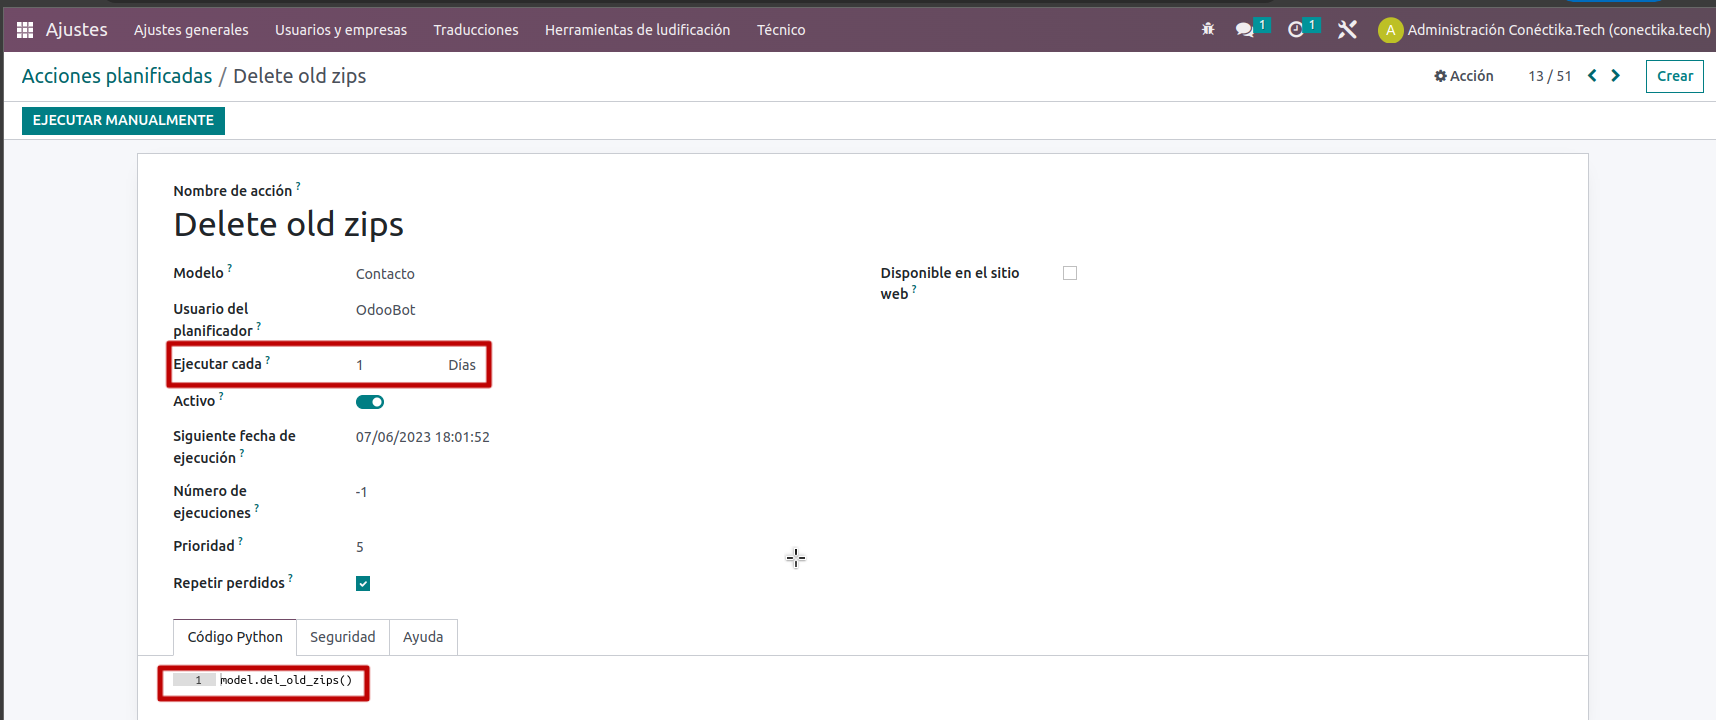 Ajustes Ajustes generales Usuarios y empresas Traducciones Herramientas de ludificación Técnico 1 1 A Administración Conéctika.Tech (conectika.tech)
Acciones planificadas / Delete old zips Acción 13 / 51 Crear
EJECUTAR MANUALMENTE
Nombre de acción ?
Delete old zips
Modelo ? Contacto
Disponible en el sitio
web ?
Usuario del
planificador ? OdooBot
Ejecutar cada ? 1 Días
Activo ?
Siguiente fecha de
ejecución ? 07/06/2023 18:01:52
Número de
ejecuciones ? -1
Prioridad ? 5
Repetir perdidos ?
Código Python Seguridad Ayuda
1 model.del_old_zips()